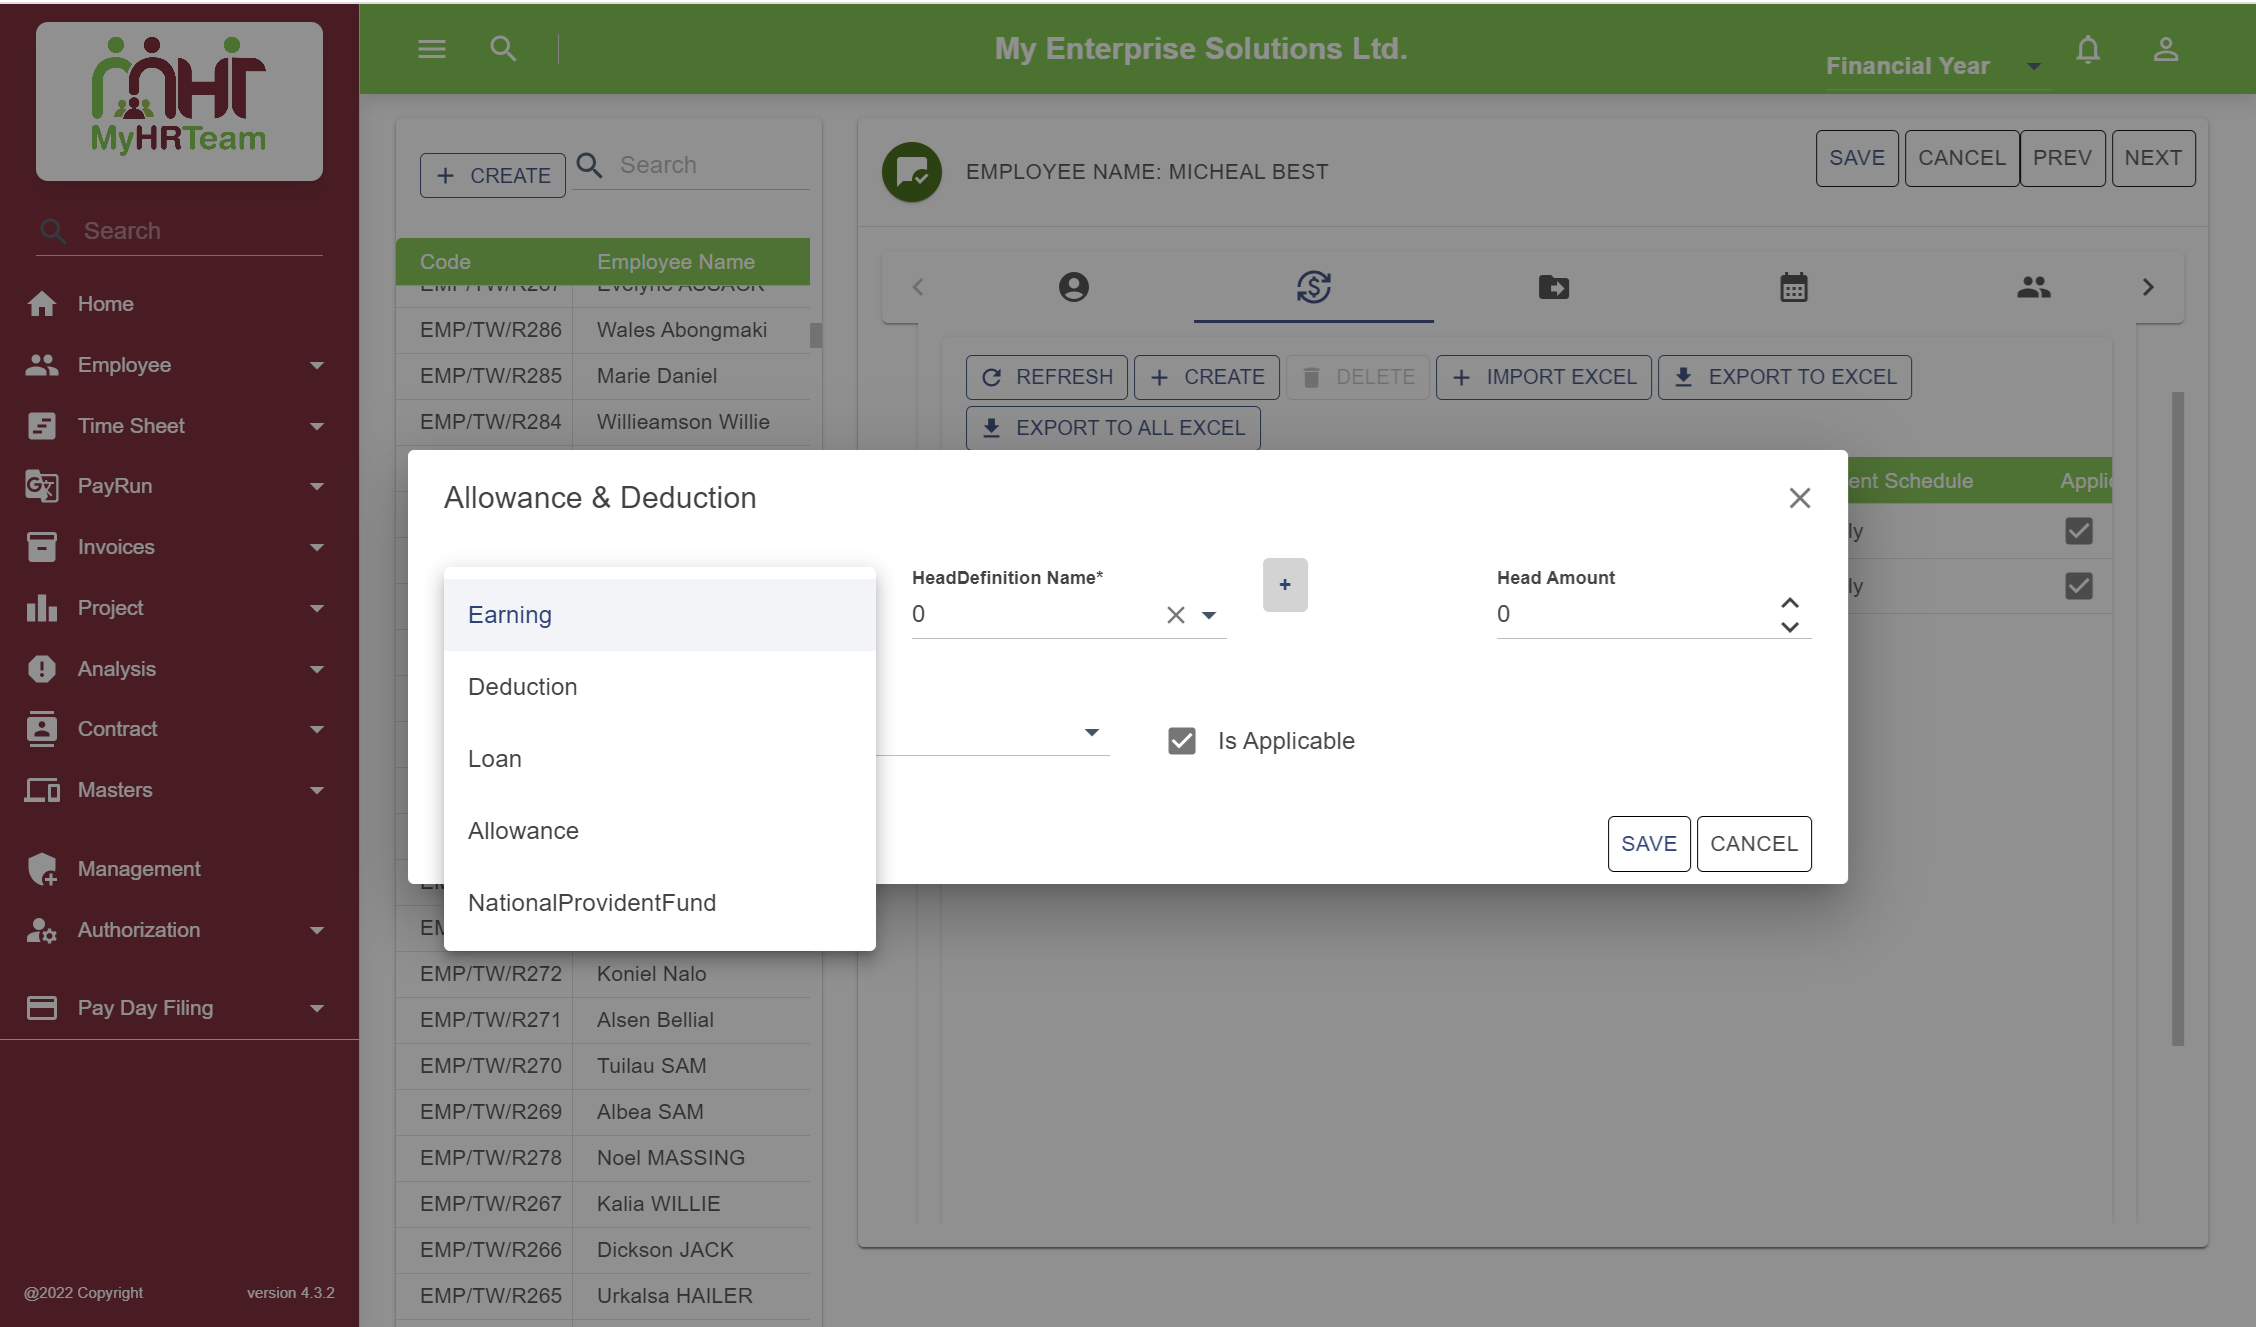 MyHRTeam
My Enterprise Solutions Ltd.
Financial Year
Search
Home
Employee
Time Sheet
PayRun
Invoices
Project
Analysis
Contract
Masters
Management
Authorization
Pay Day Filing
@2022 Copyright
version 4.3.2
+ CREATE
Search
Code Employee Name
EMP/TW/R287 Evelyne ASSACK
EMP/TW/R286 Wales Abongmaki
EMP/TW/R285 Marie Daniel
EMP/TW/R284 Willieamson Willie
EMP/TW/R272 Koniel Nalo
EMP/TW/R271 Alsen Bellial
EMP/TW/R270 Tuilau SAM
EMP/TW/R269 Albea SAM
EMP/TW/R278 Noel MASSING
EMP/TW/R267 Kalia WILLIE
EMP/TW/R266 Dickson JACK
EMP/TW/R265 Urkalsa HAILER
EMPLOYEE NAME: MICHEAL BEST
SAVE CANCEL PREV NEXT
REFRESH + CREATE DELETE + IMPORT EXCEL EXPORT TO EXCEL
EXPORT TO ALL EXCEL
ent Schedule Applic
ly
ly
Allowance & Deduction
Earning
Deduction
Loan
Allowance
NationalProvidentFund
HeadDefinition Name*
0
+
Head Amount
0
Is Applicable
SAVE CANCEL